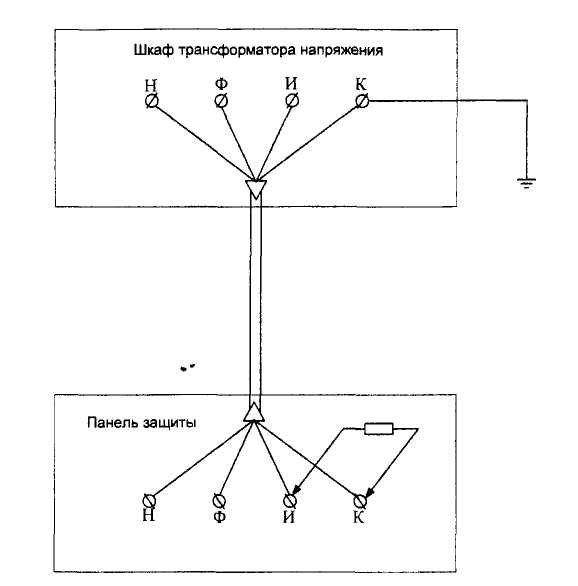 Шкаф трансформатора напряжения
Н Ф И К
Панель защиты
Н Ф И К